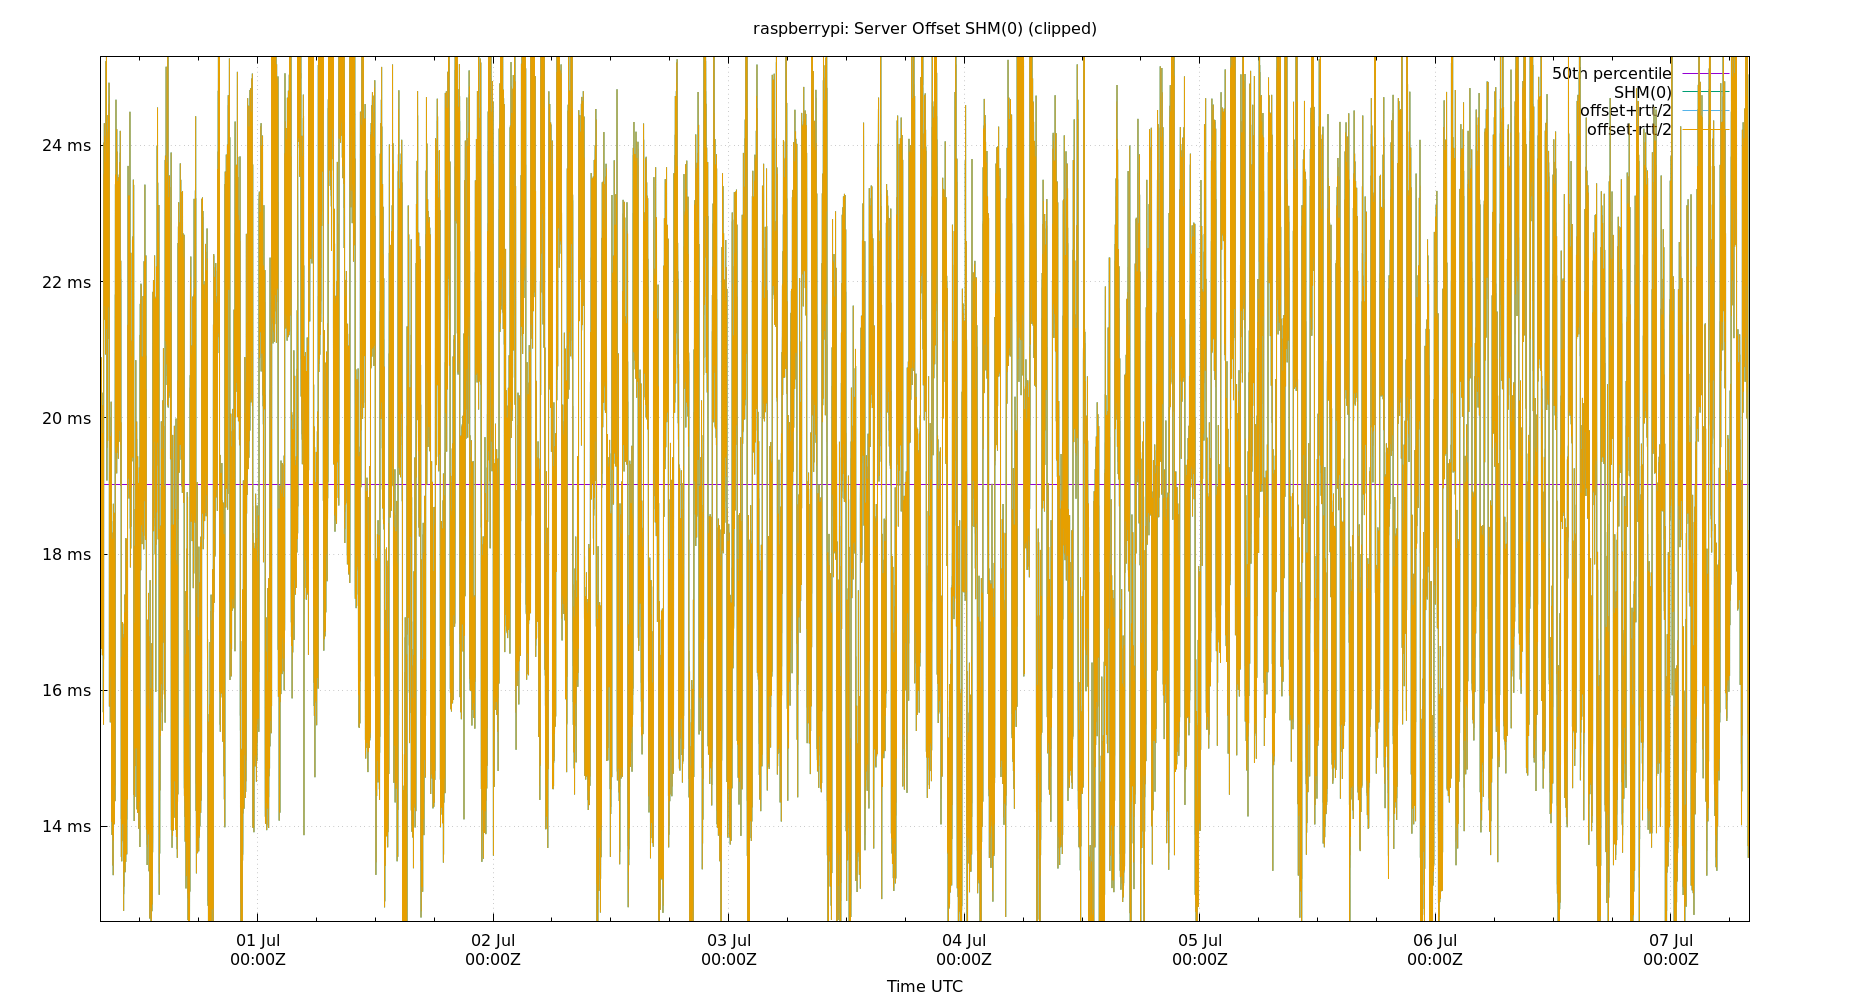 raspberrypi: Server Offset SHM(0) (clipped)
50th percentile
SHM(0)
offset+rtt/2
offset-rtt/2
24 ms
22 ms
20 ms
18 ms
16 ms
14 ms
01 Jul 02 Jul 03 Jul 04 Jul 05 Jul 06 Jul 07 Jul
00:00Z 00:00Z 00:00Z 00:00Z 00:00Z 00:00Z 00:00Z
Time UTC